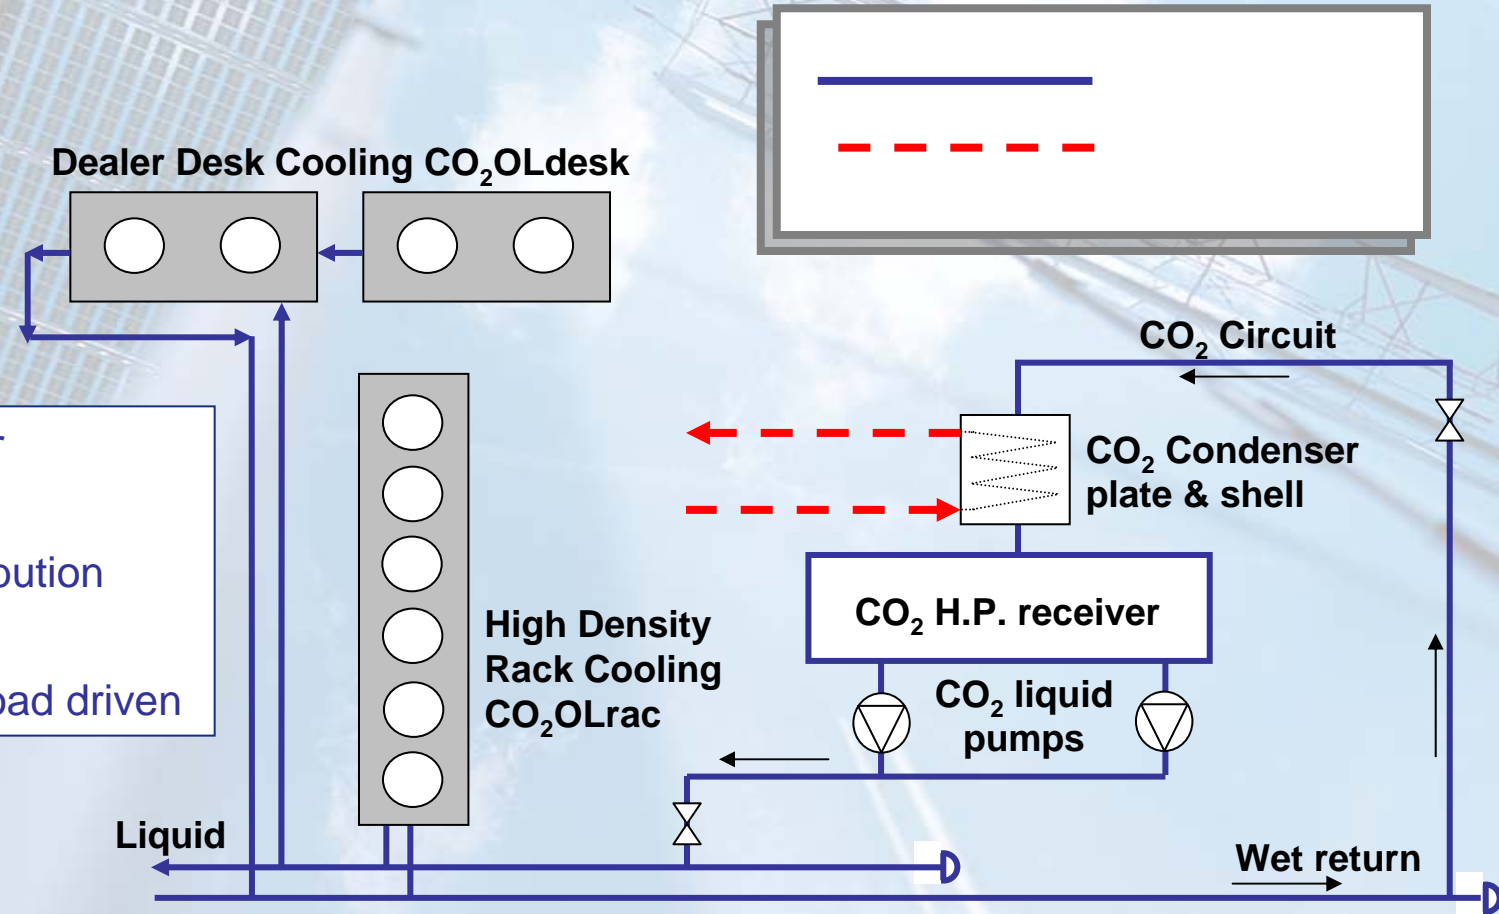 Dealer Desk Cooling CO₂OLdesk
CO₂ Circuit
CO₂ Condenser
plate & shell
CO₂ H.P. receiver
High Density
Rack Cooling
CO₂OLrac
CO₂ liquid
pumps
driven
Liquid
Wet return